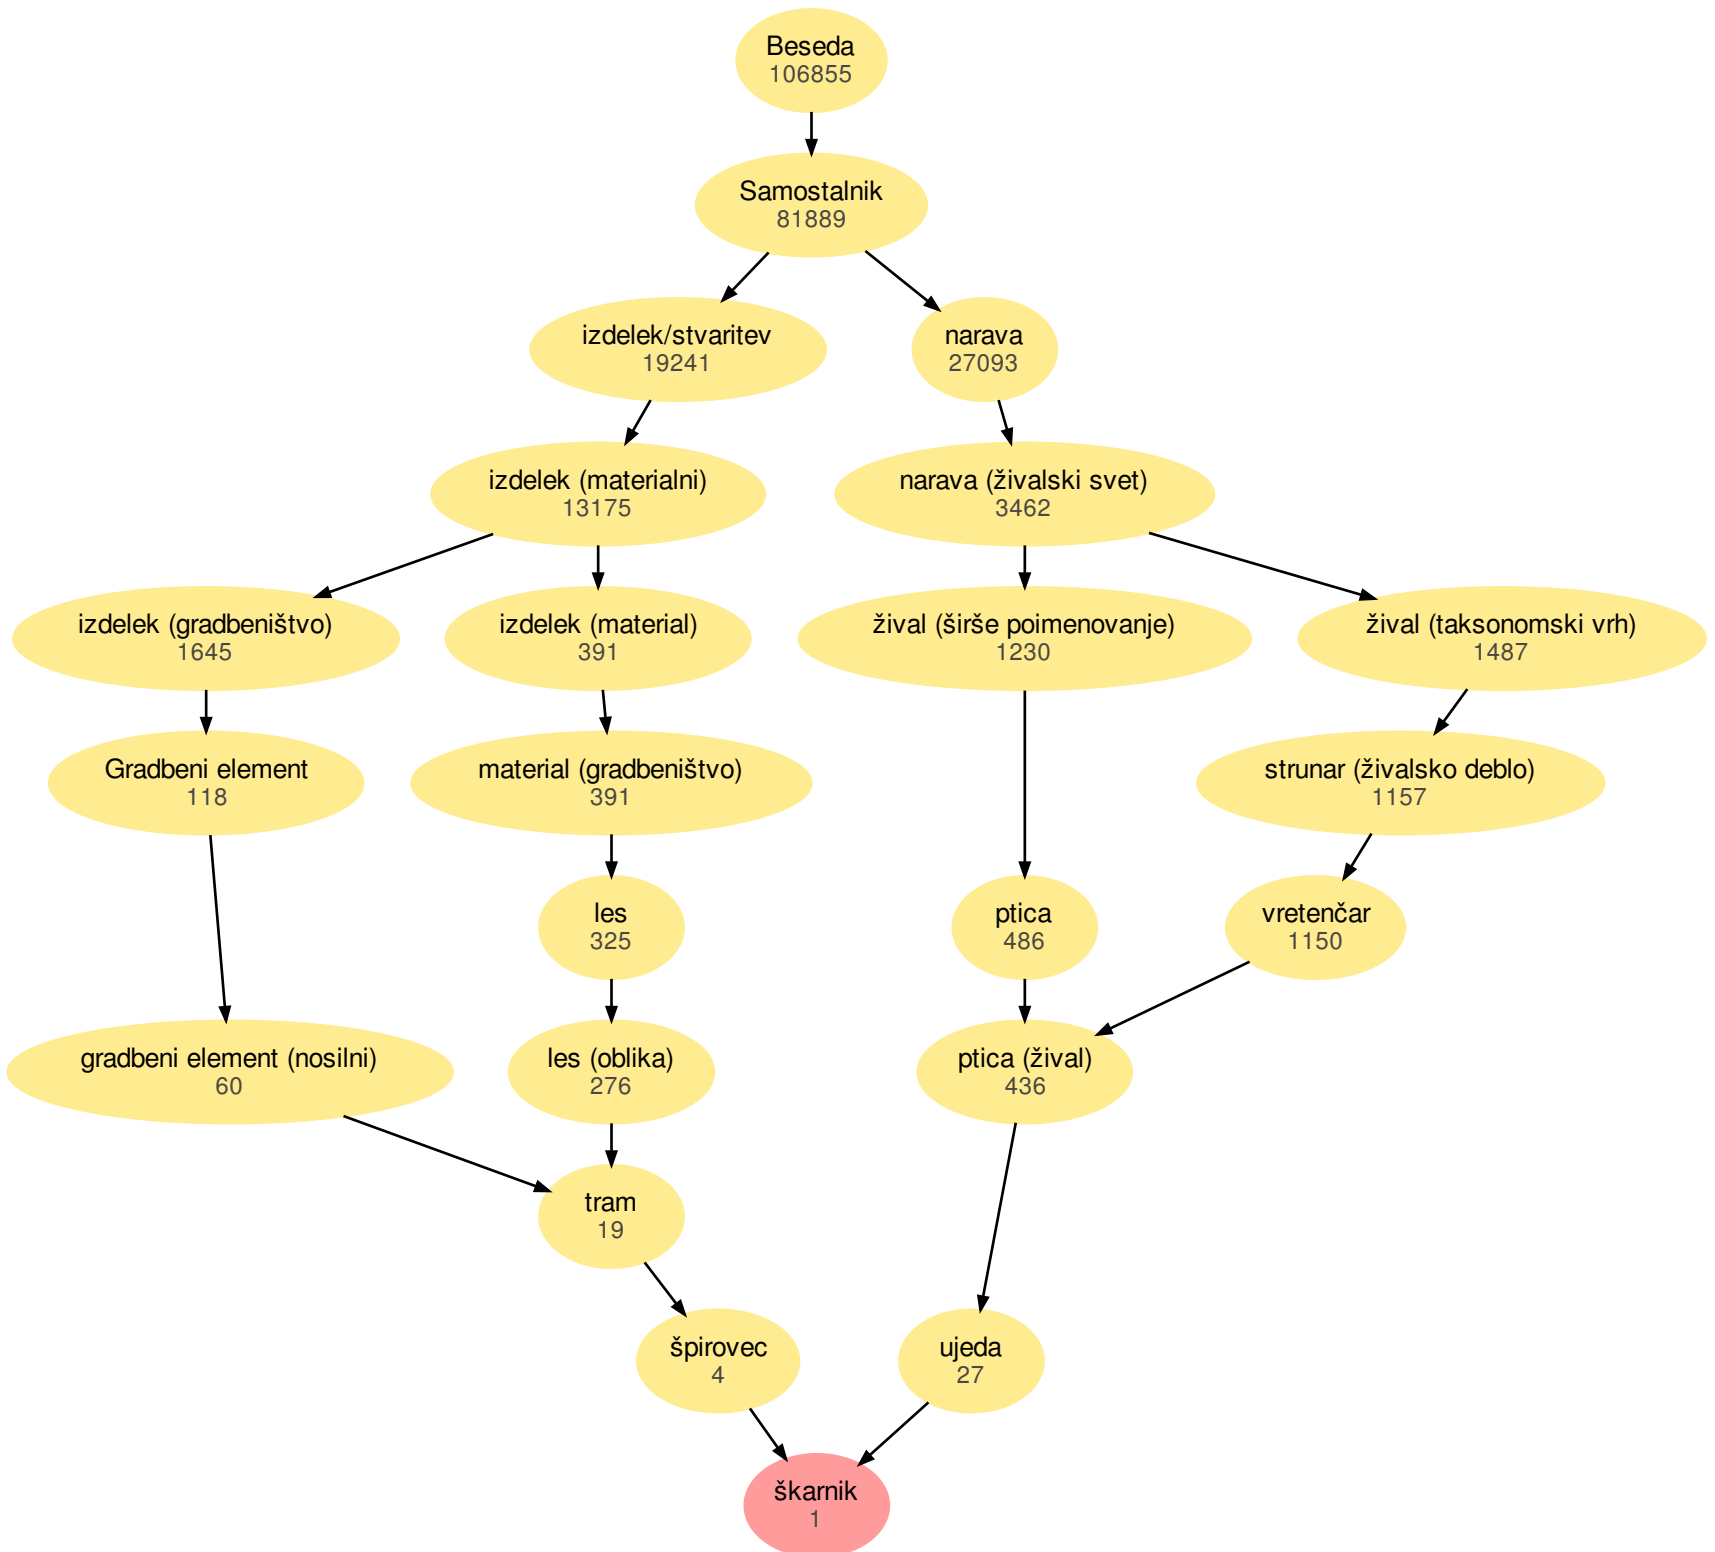 Beseda
106855
Samostalnik
81889
izdelek/stvaritev
19241
narava
27093
izdelek (materialni)
13175
narava (živalski svet)
3462
izdelek (gradbeništvo)
1645
izdelek (material)
391
žival (širše poimenovanje)
1230
žival (taksonomski vrh)
1487
Gradbeni element
118
material (gradbeništvo)
391
strunar (živalsko deblo)
1157
les
325
ptica
486
vretenčar
1150
gradbeni element (nosilni)
60
les (oblika)
276
ptica (žival)
436
tram
19
špirovec
4
ujeda
27
škarnik
1